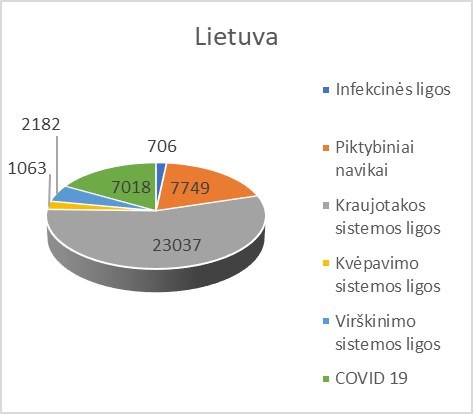 Lietuva
2182
706
1063
7018
7749
23037
Infekcinės ligos
Piktybiniai
navikai
Kraujotakos
sistemos ligos
Kvėpavimo
sistemos ligos
Virškinimo
sistemos ligos
COVID 19